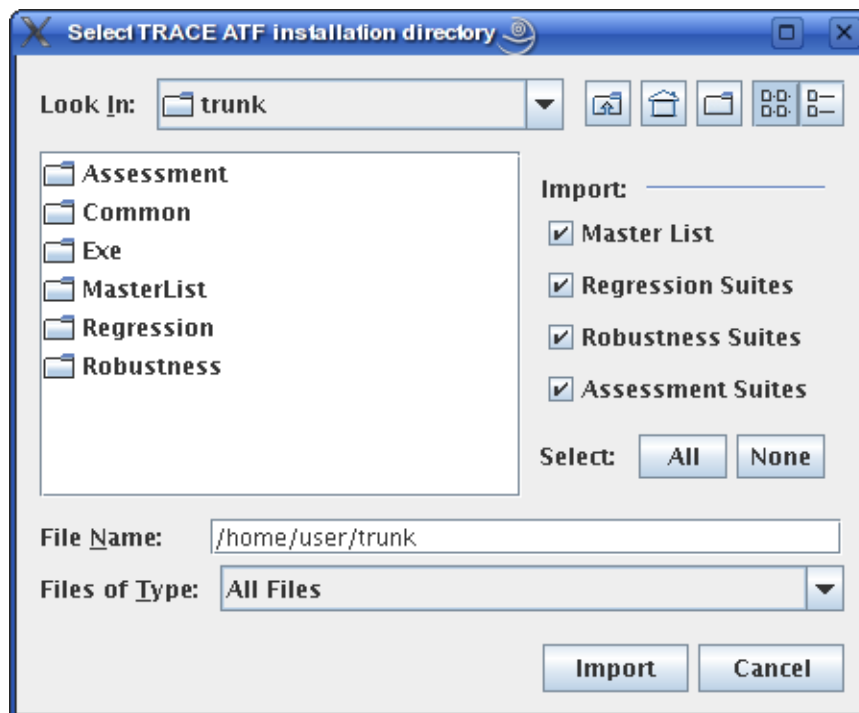 Select TRACE ATF installation directory
Look In: trunk
Assessment
Common
Exe
MasterList
Regression
Robustness
Import:
Master List
Regression Suites
Robustness Suites
Assessment Suites
Select: All None
File Name: /home/user/trunk
Files of Type: All Files
Import Cancel